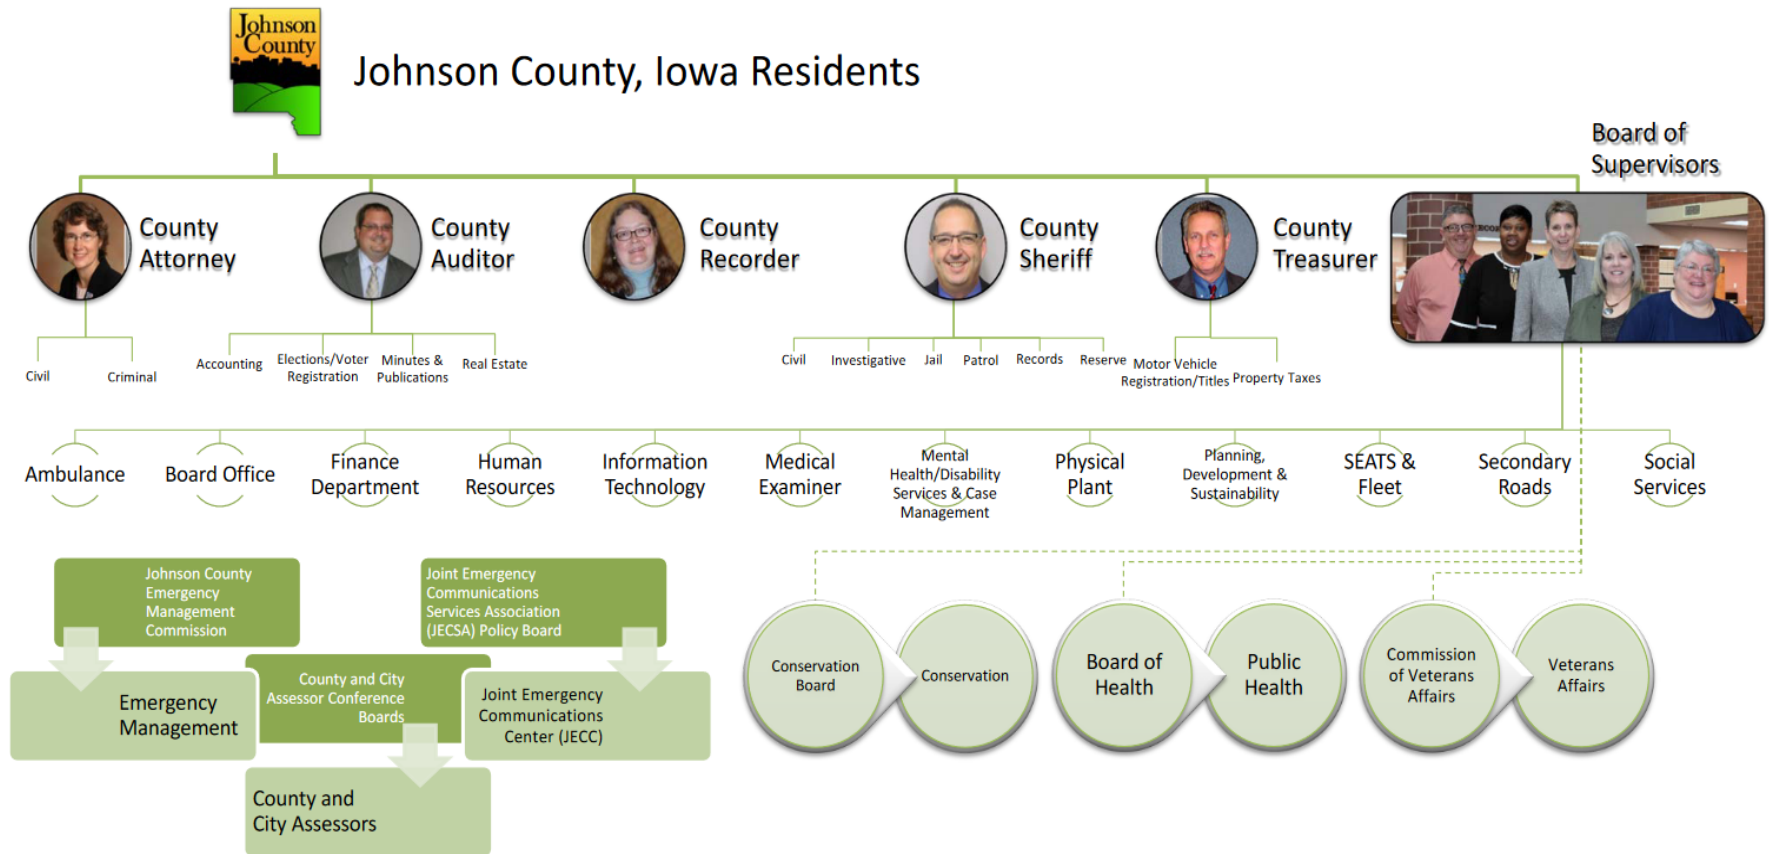 Johnson
County
Johnson County, Iowa Residents
Board of
Supervisors
County
Attorney
County
Auditor
County
Recorder
County
Sheriff
County
Treasurer
Civil
Criminal
Accounting
Elections/Voter
Registration
Minutes &
Publications
Real Estate
Civil
Investigative
Jail
Patrol
Records
Reserve
Motor Vehicle
Registration/Titles
Property Taxes
Ambulance
Board Office
Finance
Department
Human
Resources
Information
Technology
Medical
Examiner
Mental
Health/Disability
Services & Case
Management
Physical
Plant
Planning,
Development &
Sustainability
SEATS &
Fleet
Secondary
Roads
Social
Services
Johnson County
Emergency
Management
Commission
Emergency
Management
Joint Emergency
Communications
Services Association
(JECSA) Policy Board
Joint Emergency
Communications
Center (JECC)
County and City
Assessor Conference
Boards
County and
City Assessors
Conservation
Board
Conservation
Board of
Health
Public
Health
Commission
of Veterans
Affairs
Veterans
Affairs